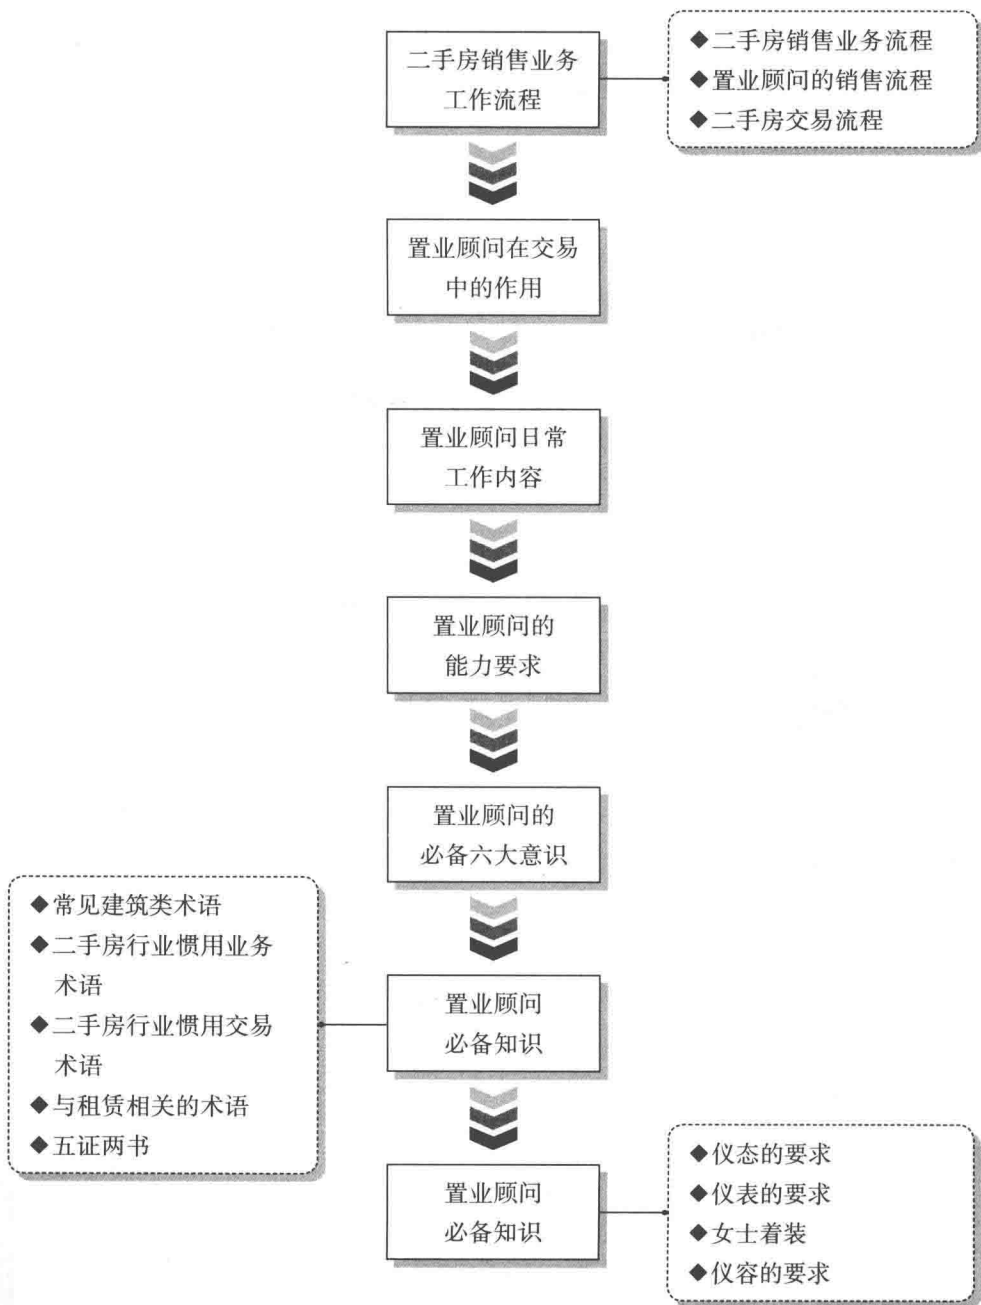 二手房销售业务
工作流程
◆二手房销售业务流程
◆置业顾问的销售流程
◆二手房交易流程
置业顾问在交易
中的作用
置业顾问日常
工作内容
置业顾问的
能力要求
置业顾问的
必备六大意识
◆常见建筑类术语
◆二手房行业惯用业务
术语
◆二手房行业惯用交易
术语
◆与租赁相关的术语
◆五证两书
置业顾问
必备知识
置业顾问
必备知识
◆仪态的要求
◆仪表的要求
◆女士着装
◆仪容的要求